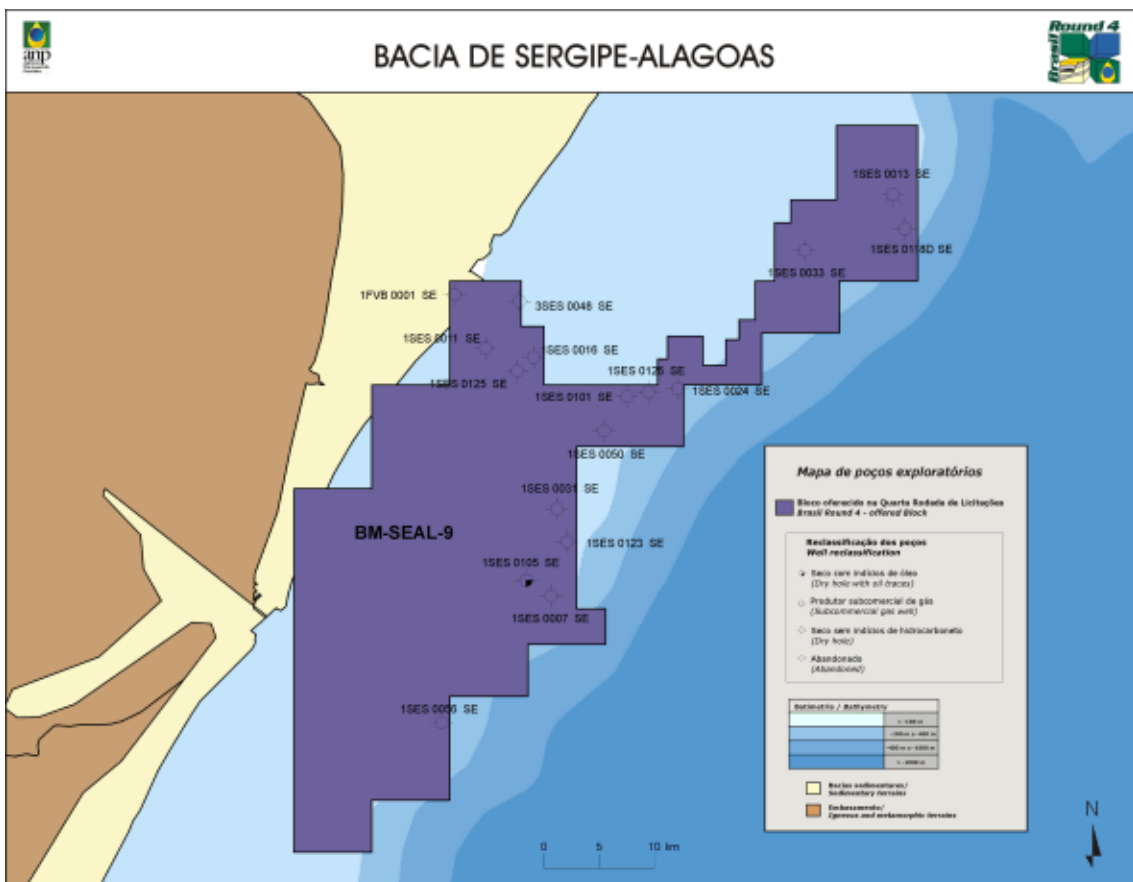 anp
BACIA DE SERGIPE-ALAGOAS
Brasil Round 4
1SES 0013 SE
1SES 0118D SE
1SES 0033 SE
1FVB 0001 SE
3SES 0048 SE
1SES 0011 SE
1SES 0016 SE
1SES 0125 SE
1SES 0126 SE
1SES 0101 SE
1SES 0024 SE
1SES 0050 SE
1SES 0031 SE
BM-SEAL-9
1SES 0123 SE
1SES 0105 SE
1SES 0007 SE
1SES 0056 SE
Mapa de poços exploratórios
Bloco oferecido na Quarta Rodada de Licitações
Brasil Round 4 - offered Block
Reclassificação dos poços
Well reclassification
Seco com indícios de óleo
(Dry hole with oil traces)
Produtor subcomercial de gás
(Subcommercial gas well)
Seco sem indícios de hidrocarboneto
(Dry hole)
Abandonado
(Abandoned)
Batimetria / Bathymetry
Bacias sedimentares/
Sedimentary terrains
Embasamento/
Igneous and metamorphic terrains
N
0 5 10 km